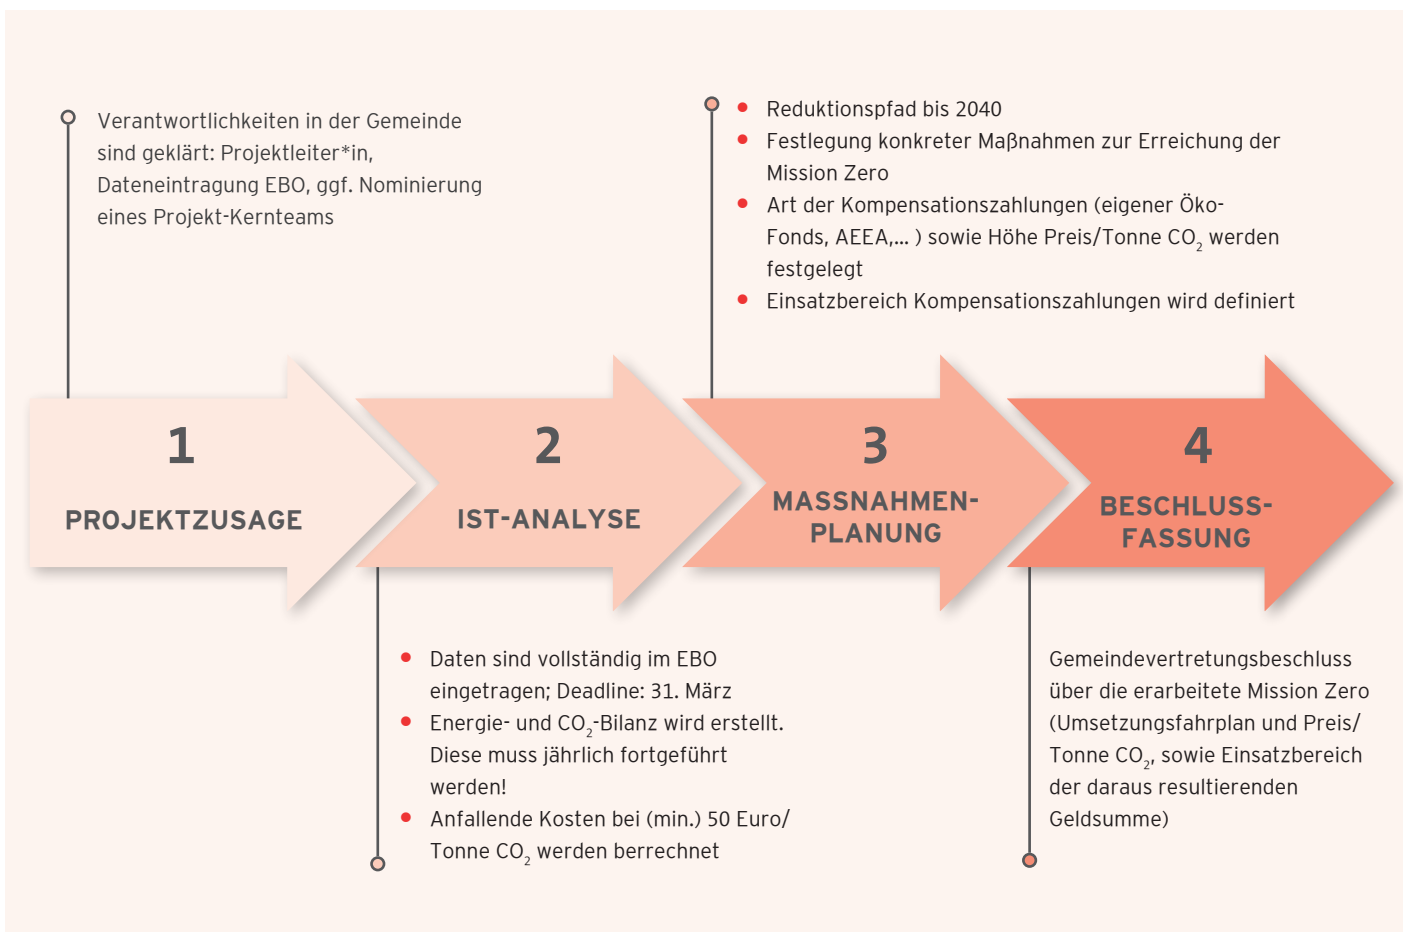 Verantwortlichkeiten in der Gemeinde
sind geklärt: Projektleiter*in,
Dateneintragung EBO, ggf. Nominierung
eines Projekt-Kernteams
• Reduktionspfad bis 2040
• Festlegung konkreter Maßnahmen zur Erreichung der
Mission Zero
• Art der Kompensationszahlungen (eigener Öko-
Fonds, AEEA,... ) sowie Höhe Preis/Tonne CO₂ werden
festgelegt
• Einsatzbereich Kompensationszahlungen wird definiert
1
PROJEKTZUSAGE
2
IST-ANALYSE
3
MASSNAHMEN-
PLANUNG
4
BESCHLUSS-
FASSUNG
• Daten sind vollständig im EBO
eingetragen; Deadline: 31. März
• Energie- und CO₂-Bilanz wird erstellt.
Diese muss jährlich fortgeführt
werden!
• Anfallende Kosten bei (min.) 50 Euro/
Tonne CO₂ werden berrechnet
Gemeindevertretungsbeschluss
über die erarbeitete Mission Zero
(Umsetzungsfahrplan und Preis/
Tonne CO₂, sowie Einsatzbereich
der daraus resultierenden
Geldsumme)